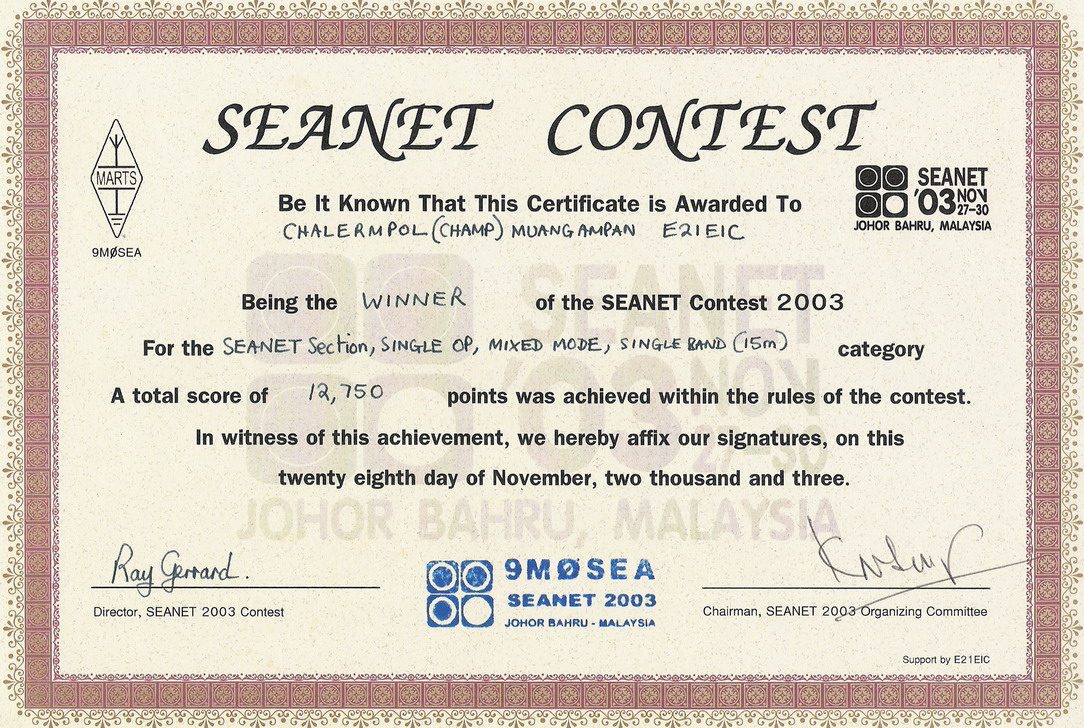 SEANET CONTEST
MARTS
9MØSEA
SEANET
'03 NOV
27-30
JOHOR BAHRU, MALAYSIA
Be It Known That This Certificate is Awarded To
CHALERMPOL (CHAMP) MUANGAMPAN E21EIC
Being the WINNER of the SEANET Contest 2003
For the SEANET Section, SINGLE OP, MIXED MODE, SINGLE BAND (15m) category
A total score of 12,750 points was achieved within the rules of the contest.
In witness of this achievement, we hereby affix our signatures, on this
twenty eighth day of November, two thousand and three.
SEANET
'03 NOV
27-30
JOHOR BAHRU, MALAYSIA
Ray Gerrard.
Director, SEANET 2003 Contest
9MØSEA
SEANET 2003
JOHOR BAHRU - MALAYSIA
Chairman, SEANET 2003 Organizing Committee
Support by E21EIC